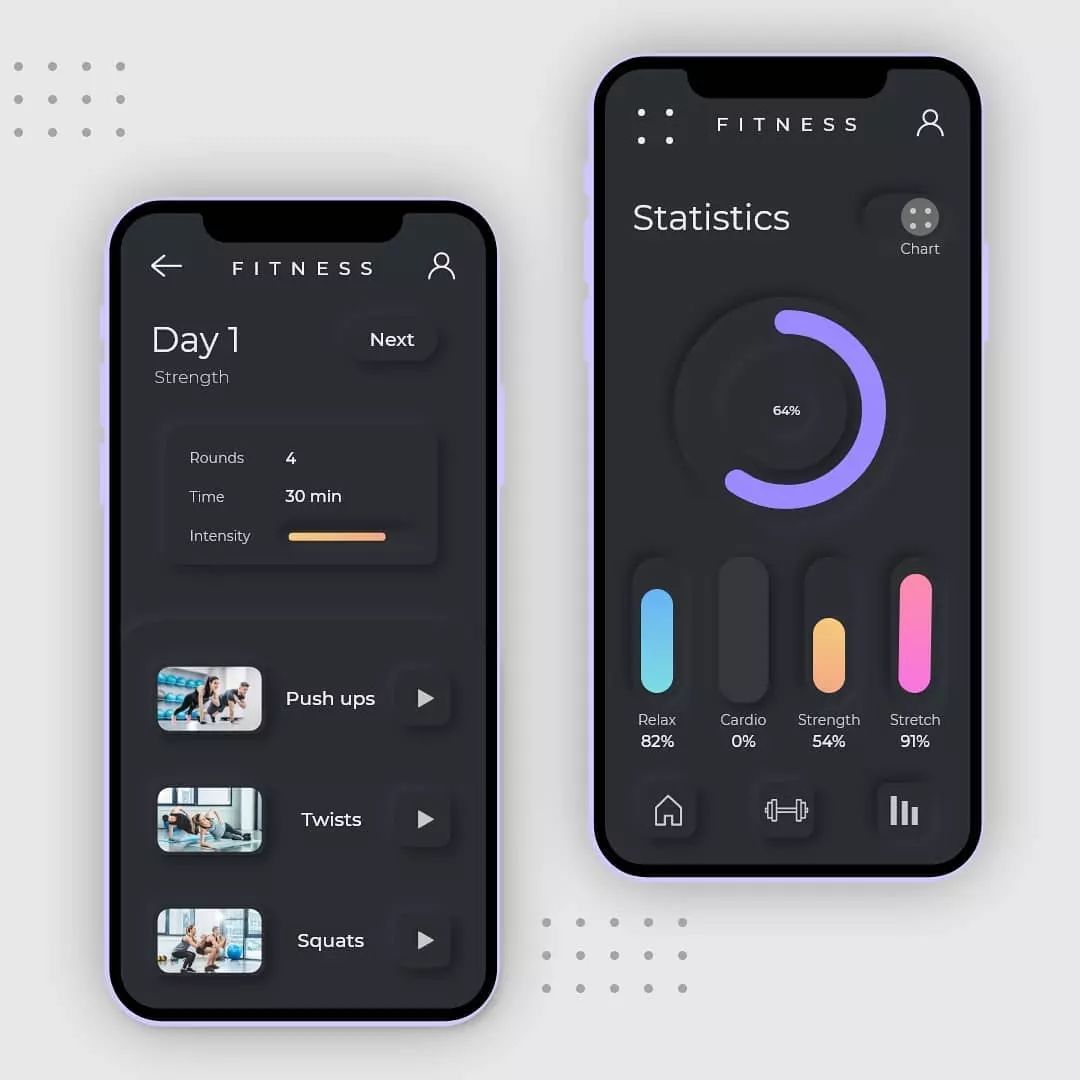 FITNESS
Day 1
Next
Strength
Rounds 4
Time 30 min
Intensity
Push ups
Twists
Squats
FITNESS
Statistics
Chart
64%
Relax Cardio Strength Stretch
82% 0% 54% 91%